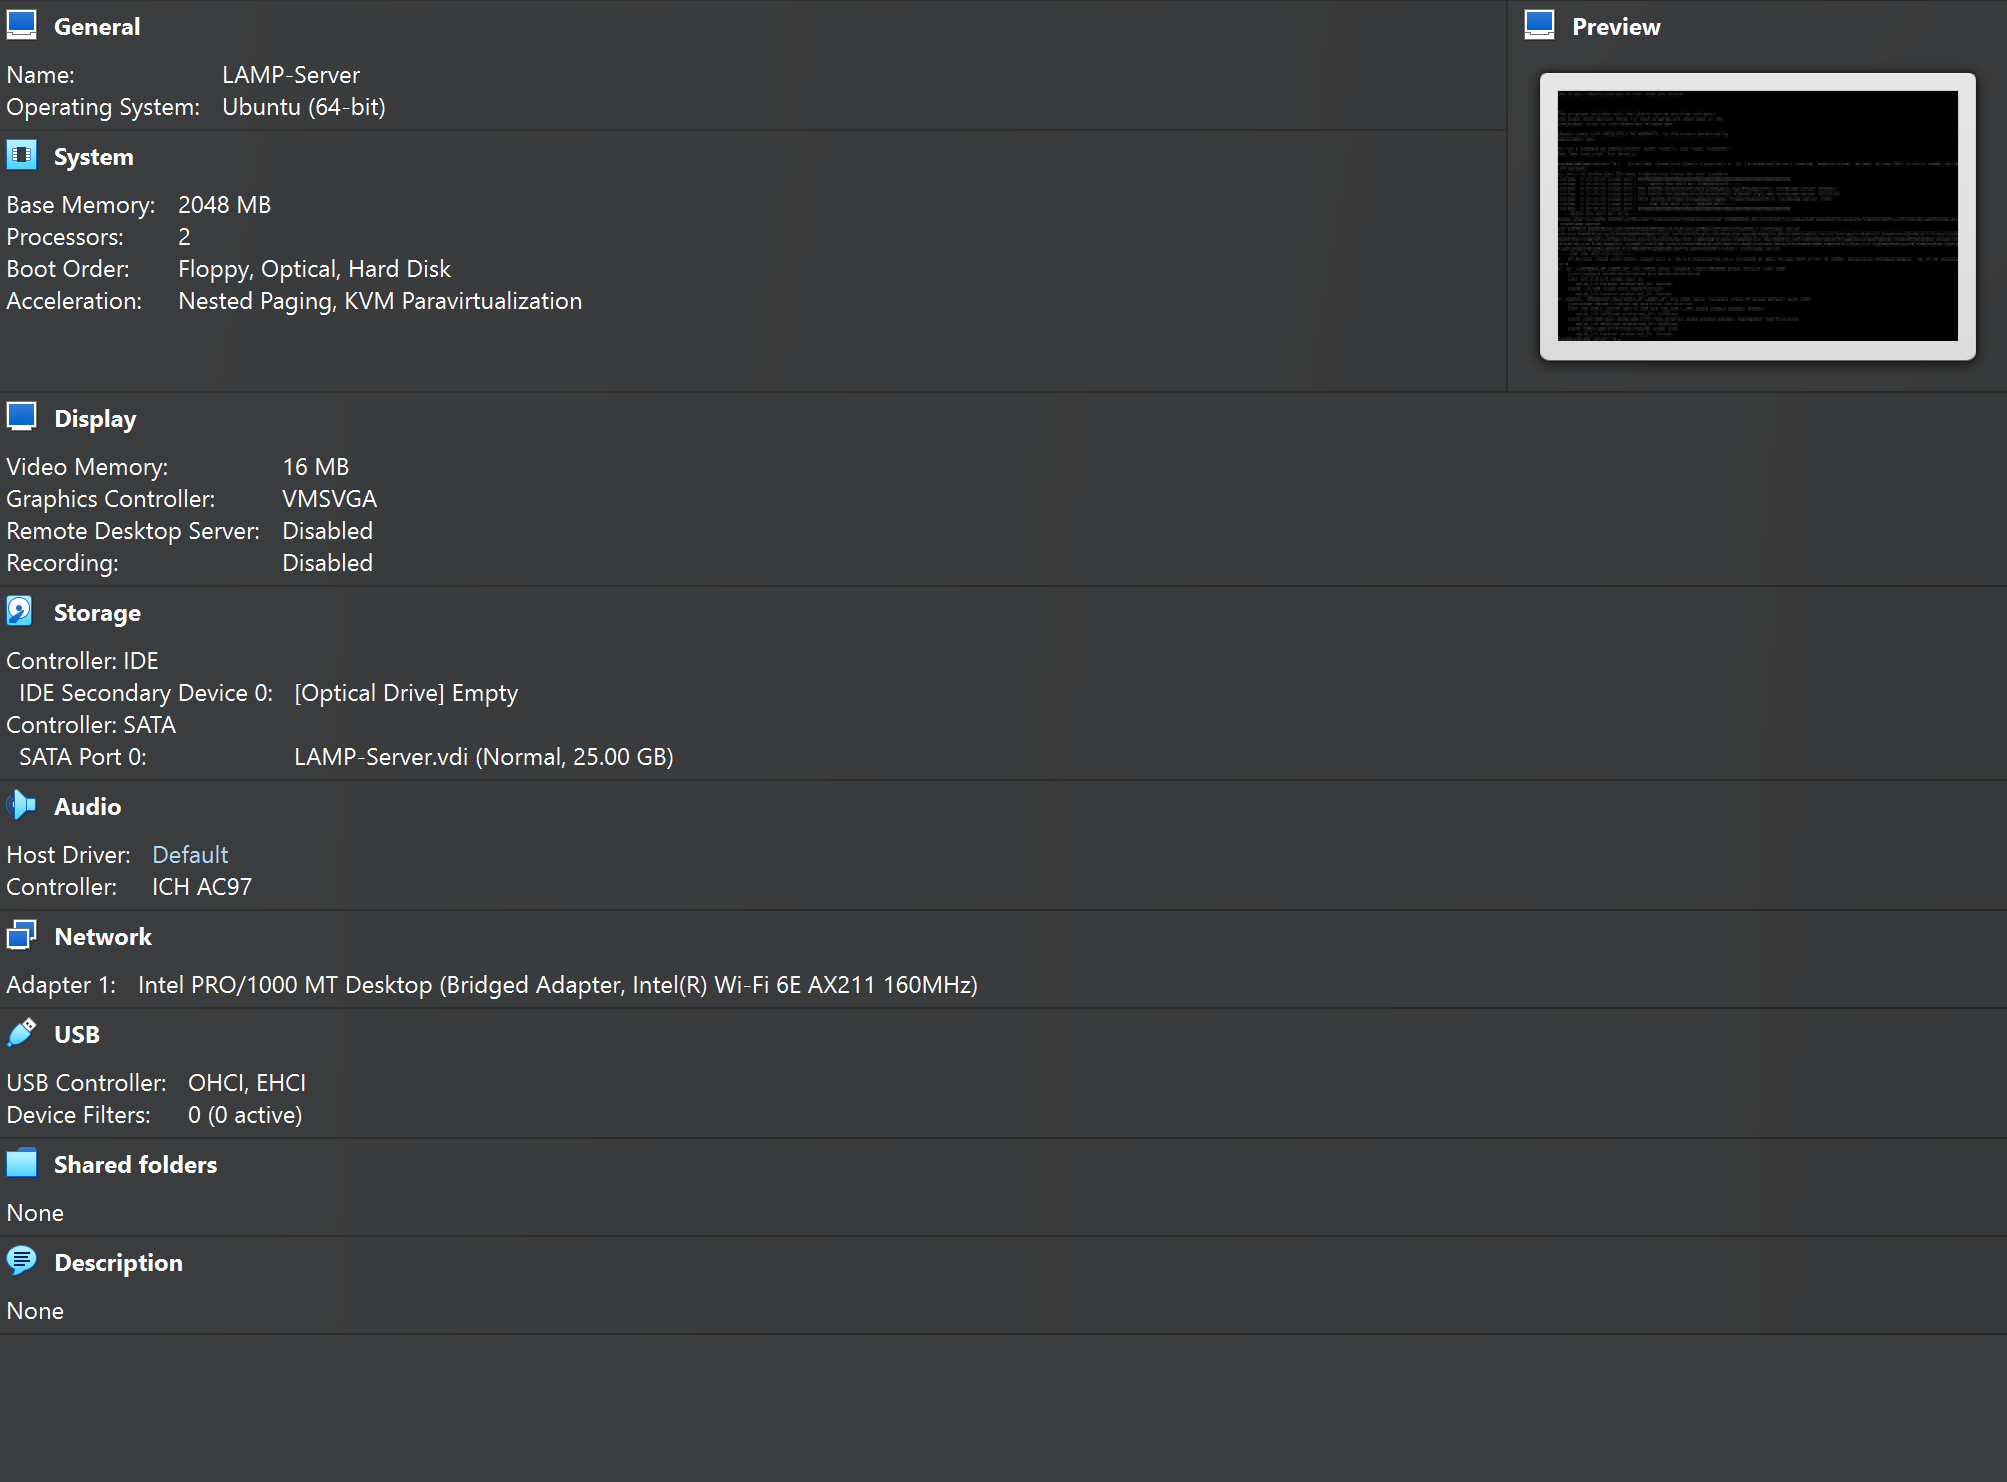 General
Name: LAMP-Server
Operating System: Ubuntu (64-bit)
System
Base Memory: 2048 MB
Processors: 2
Boot Order: Floppy, Optical, Hard Disk
Acceleration: Nested Paging, KVM Paravirtualization
Preview
Display
Video Memory: 16 MB
Graphics Controller: VMSVGA
Remote Desktop Server: Disabled
Recording: Disabled
Storage
Controller: IDE
IDE Secondary Device 0: [Optical Drive] Empty
Controller: SATA
SATA Port 0: LAMP-Server.vdi (Normal, 25.00 GB)
Audio
Host Driver: Default
Controller: ICH AC97
Network
Adapter 1: Intel PRO/1000 MT Desktop (Bridged Adapter, Intel(R) Wi-Fi 6E AX211 160MHz)
USB
USB Controller: OHCI, EHCI
Device Filters: 0 (0 active)
Shared folders
None
Description
None